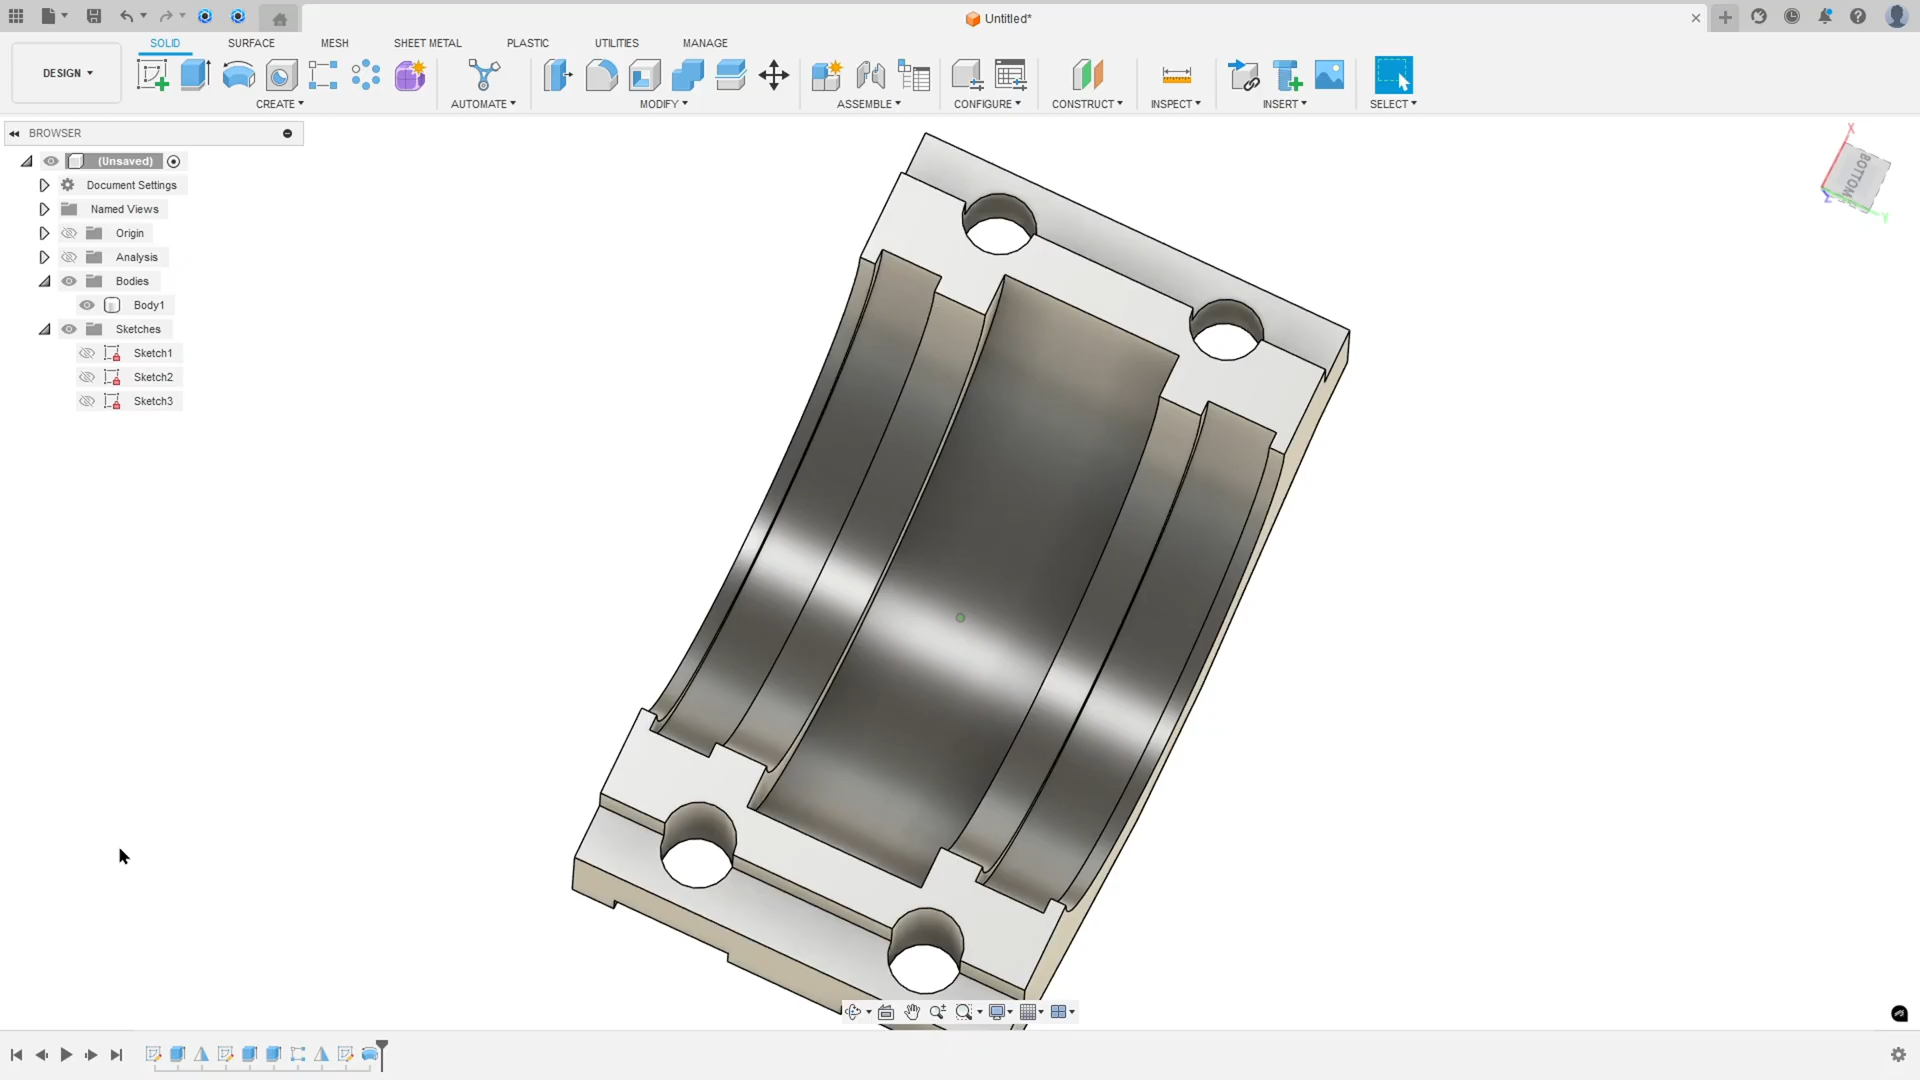 Untitled*
DESIGN
SOLID
SURFACE
MESH
SHEET METAL
PLASTIC
UTILITIES
MANAGE
CREATE
AUTOMATE
MODIFY
ASSEMBLE
CONFIGURE
CONSTRUCT
INSPECT
INSERT
SELECT
BROWSER
(Unsaved)
Document Settings
Named Views
Origin
Analysis
Bodies
Body1
Sketches
Sketch1
Sketch2
Sketch3
X
BOTTOM
Z
Y